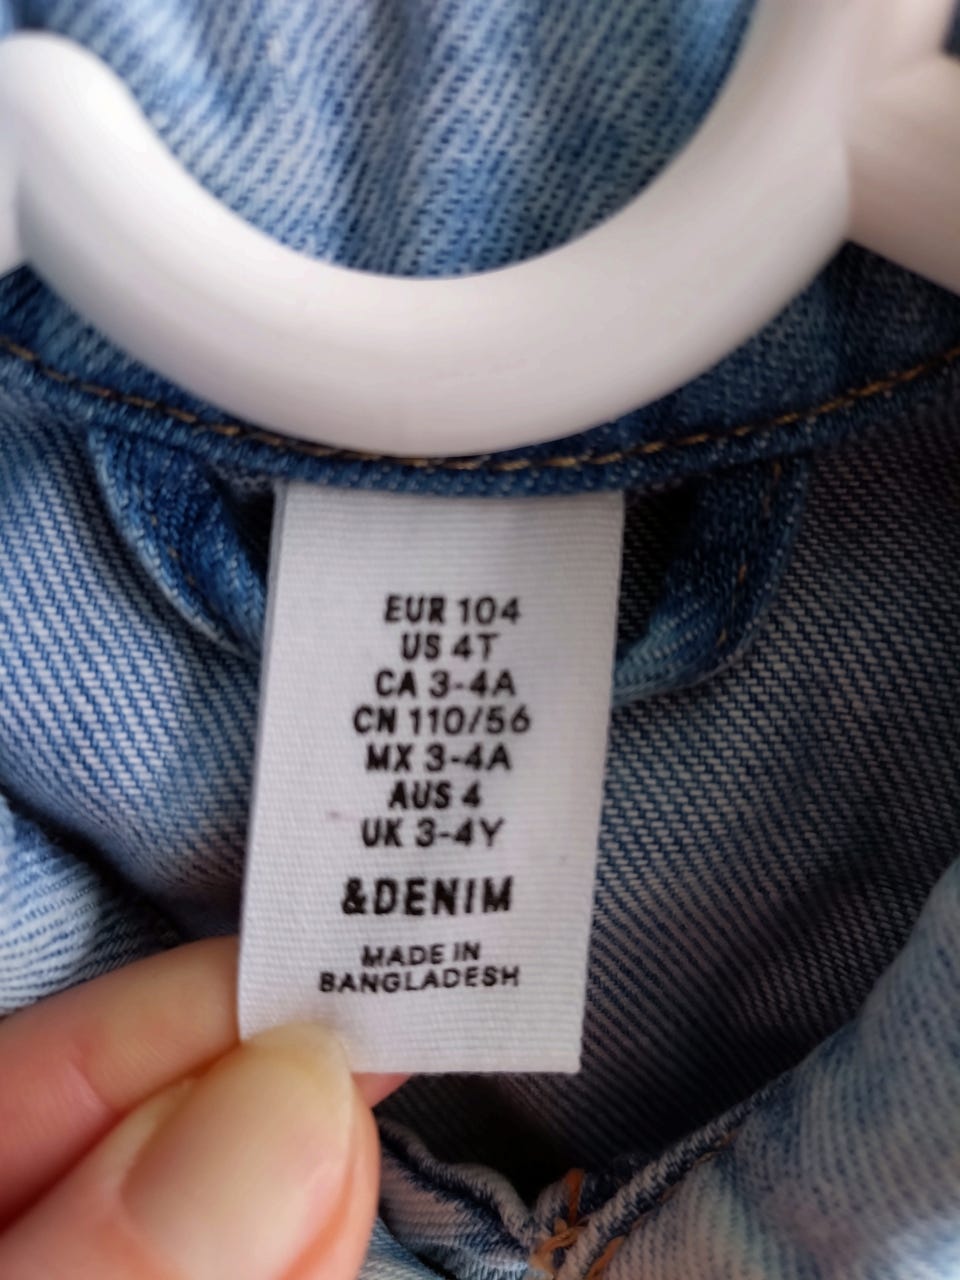 EUR 104
US 4T
CA 3-4A
CN 110/56
MX 3-4A
AUS 4
UK 3-4Y
&DENIM
MADE IN
BANGLADESH